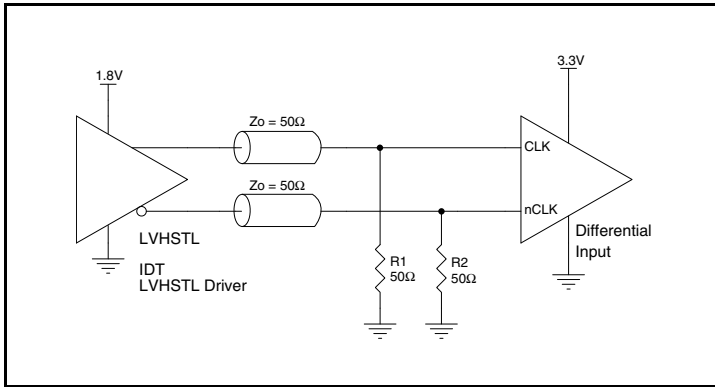 3.3V
1.8V
Zo = 50Ω
CLK
Zo = 50Ω
nCLK
LVHSTL
IDT
LVHSTL Driver
R1
50Ω
R2
50Ω
Differential
Input